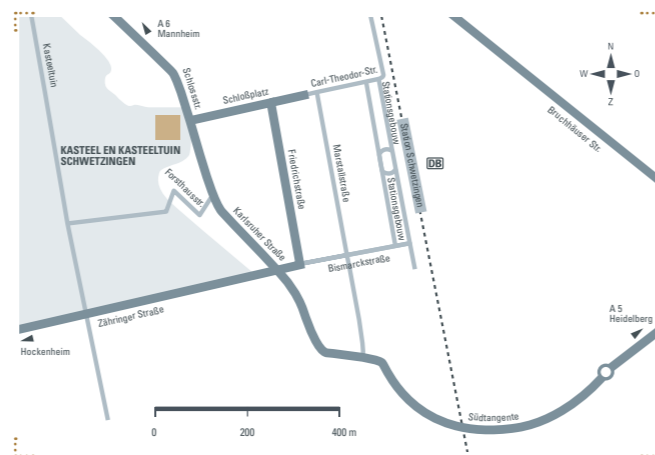 A 6
Mannheim
Kasteeltuin
Schlossstr.
Schloßplatz
Carl-Theodor-Str.
N
W
O
Z
Bruchhäuser Str.
Stationsgebouw
Station Schwetzingen
DB
KASTEEL EN KASTEELTUIN
SCHWETZINGEN
Forsthausstr.
Friedrichstraße
Marstallstraße
Stationsgebouw
Karlsruher Straße
Bismarckstraße
Zähringer Straße
Hockenheim
A 5
Heidelberg
Südtangente
0
200
400 m